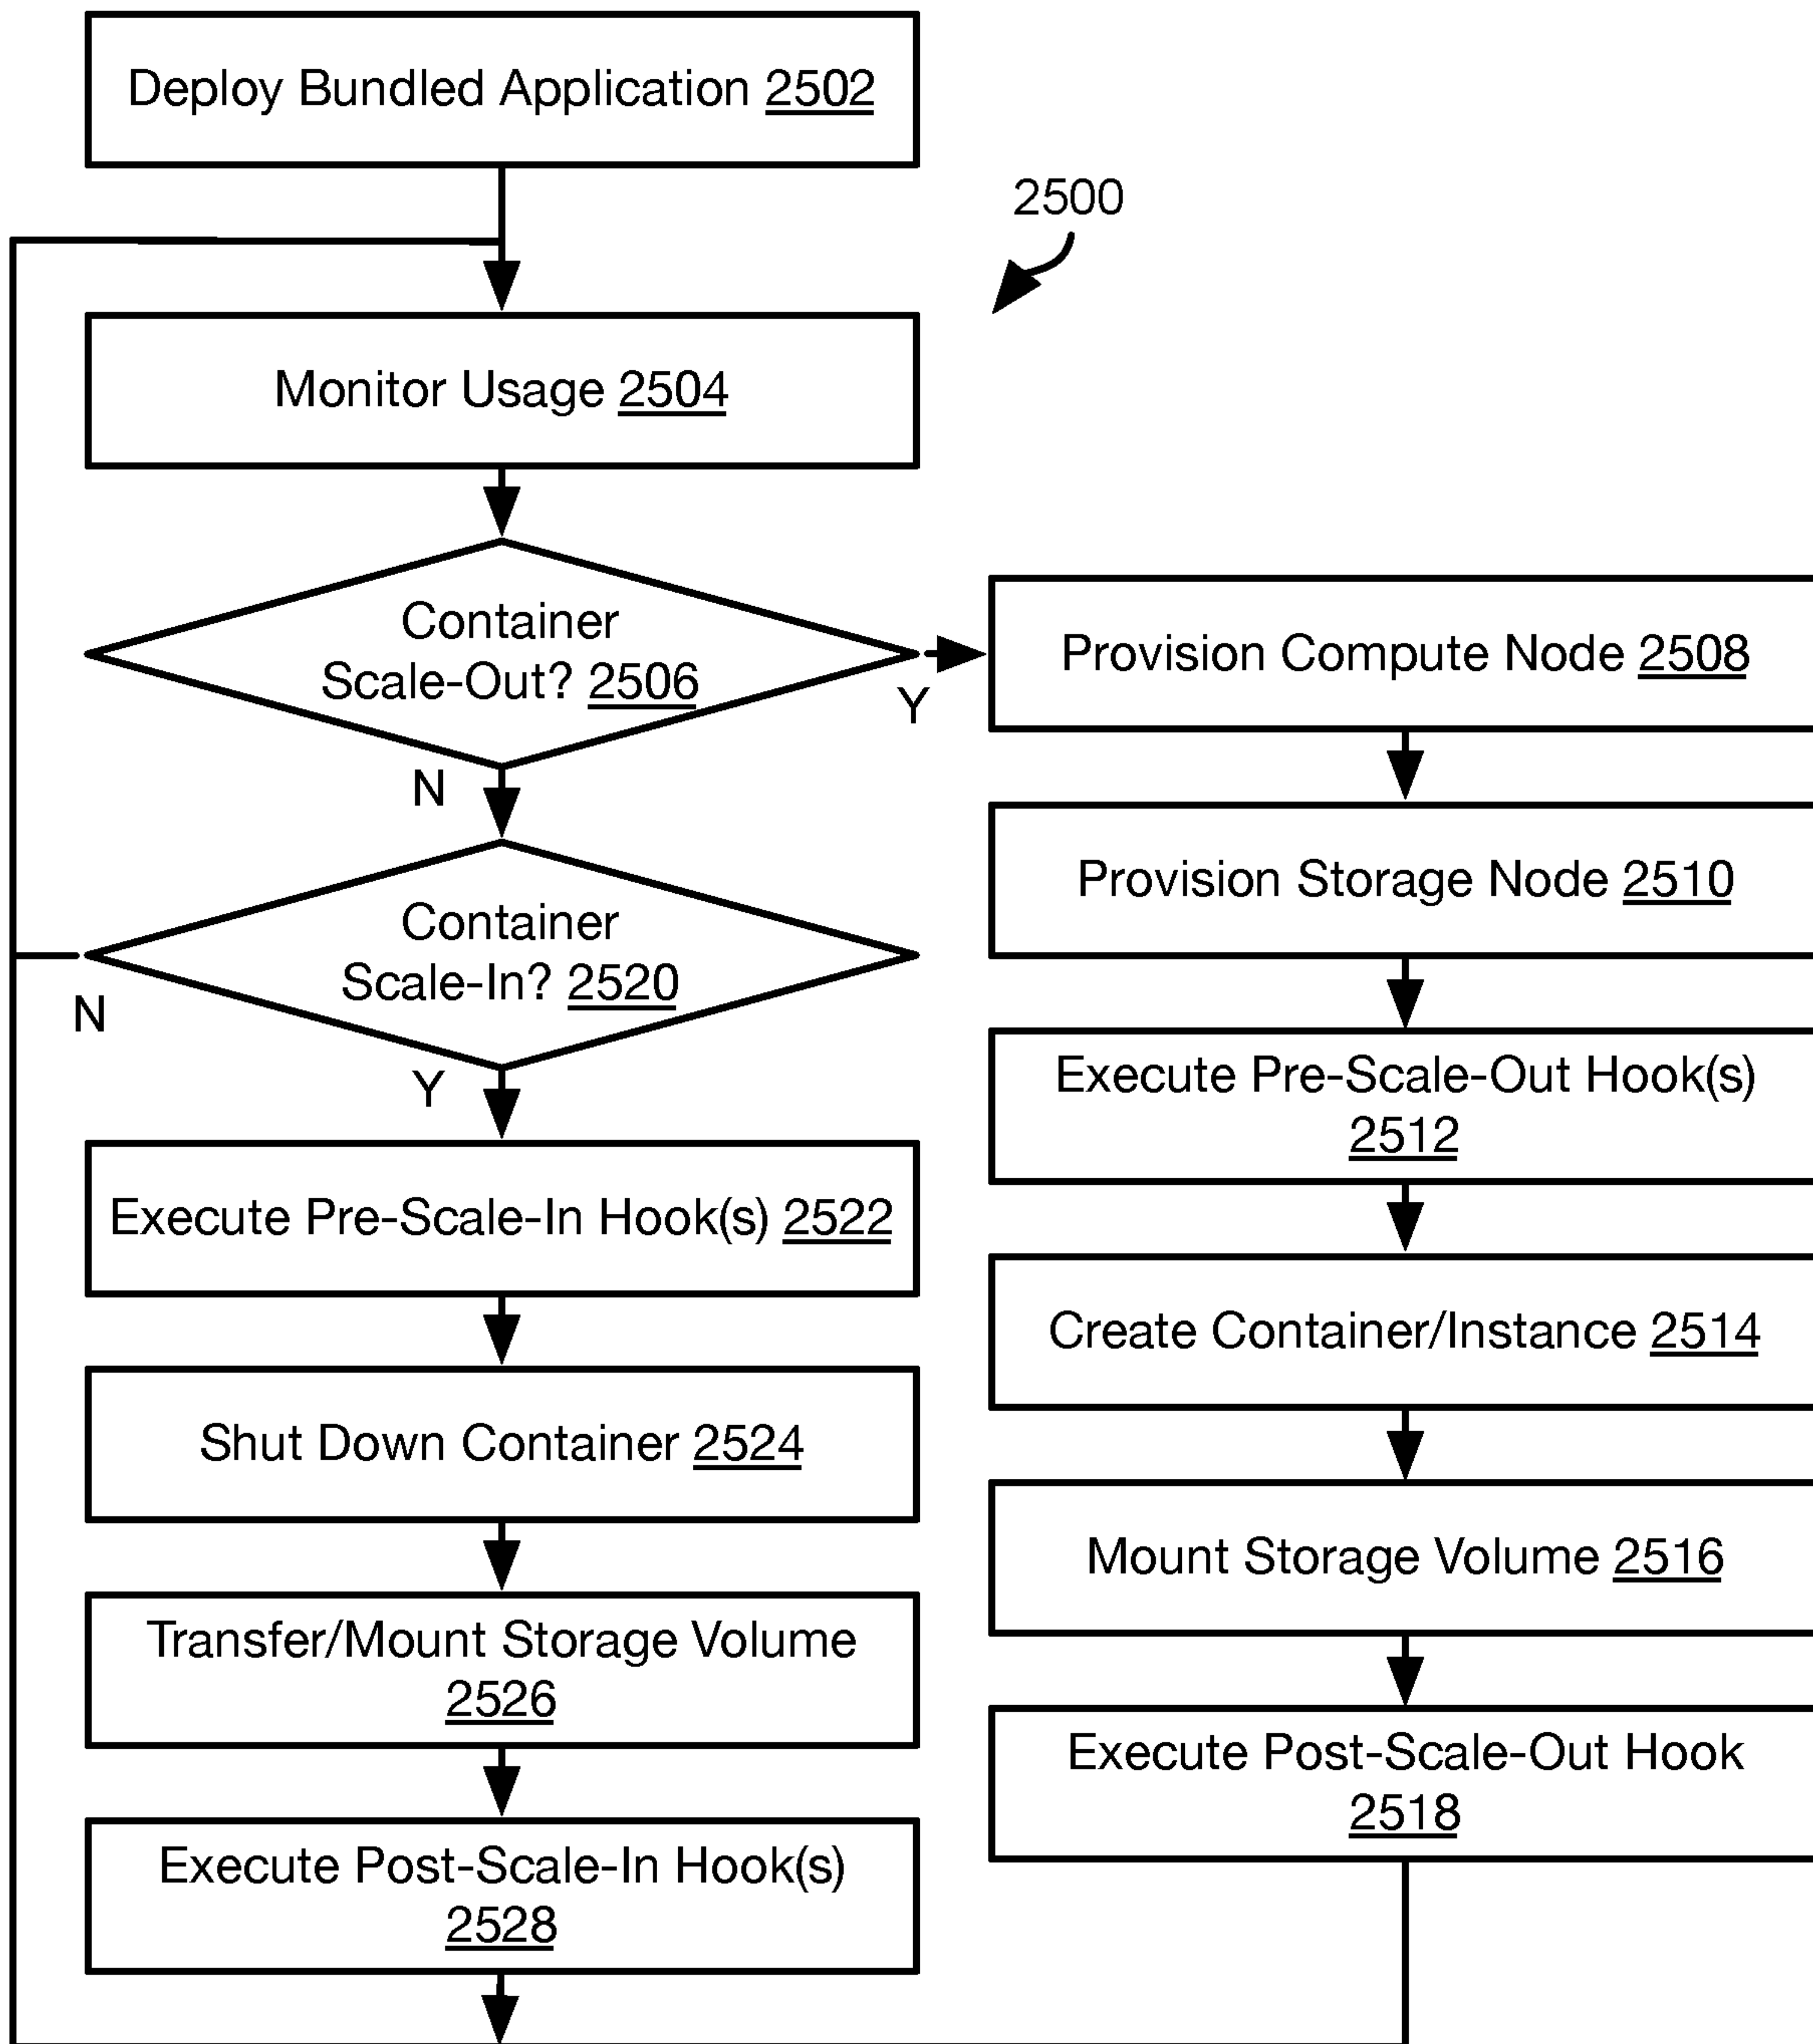 Deploy Bundled Application 2502
2500
Monitor Usage 2504
Container
Scale-Out? 2506
Y
N
Provision Compute Node 2508
Provision Storage Node 2510
Execute Pre-Scale-Out Hook(s)
2512
Create Container/Instance 2514
Mount Storage Volume 2516
Execute Post-Scale-Out Hook
2518
Container
Scale-In? 2520
N
Y
Execute Pre-Scale-In Hook(s) 2522
Shut Down Container 2524
Transfer/Mount Storage Volume
2526
Execute Post-Scale-In Hook(s)
2528